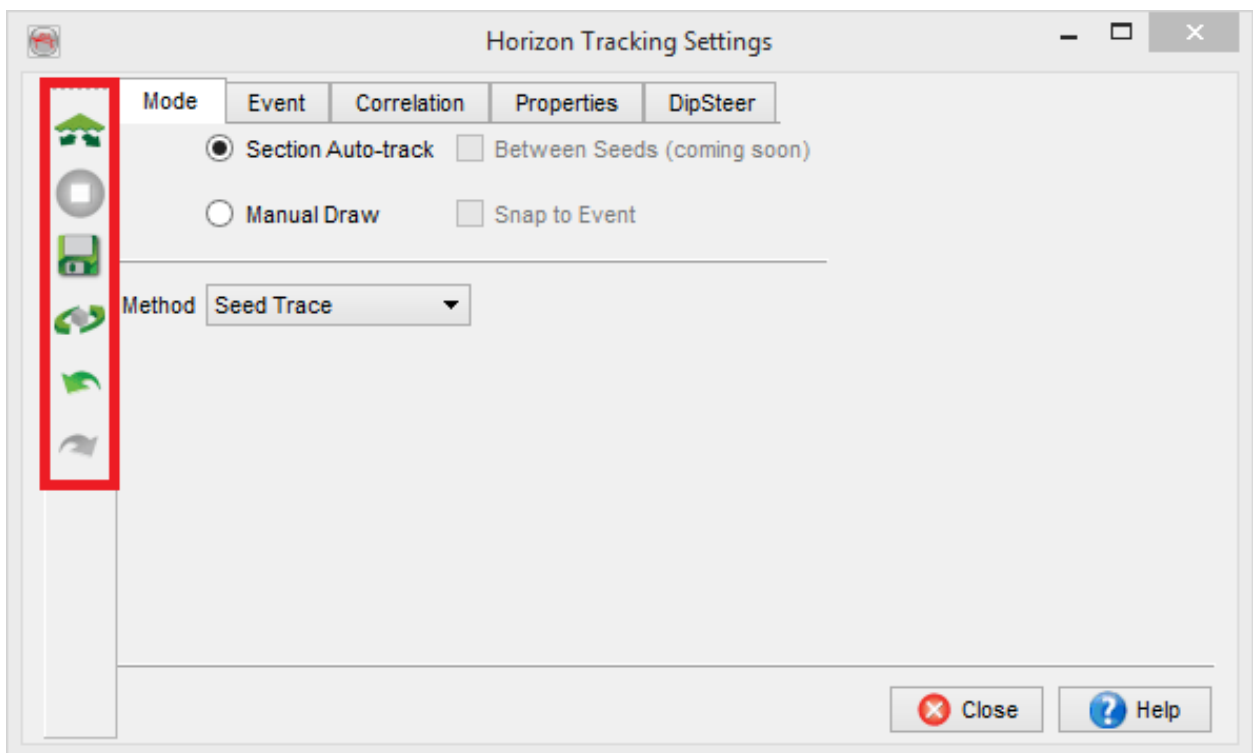 Horizon Tracking Settings
Mode Event Correlation Properties DipSteer
Section Auto-track Between Seeds (coming soon)
Manual Draw Snap to Event
Method Seed Trace
Close Help